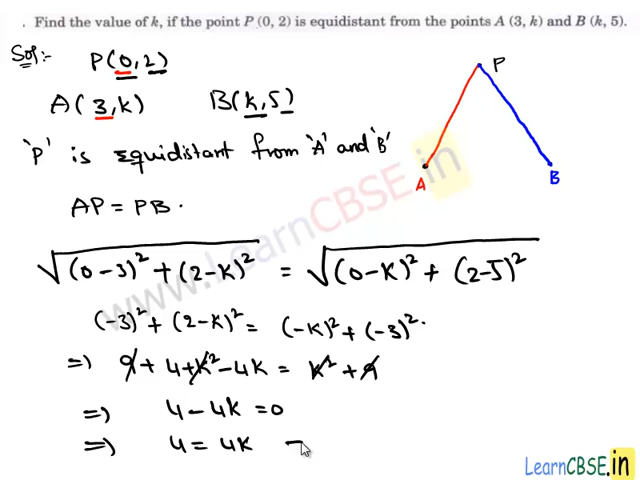 . Find the value of k, if the point P (0, 2) is equidistant from the points A (3, k) and B (k, 5).
Sol:-
P(0,2)
A(3,k) B(k,5)
'P' is equidistant from 'A' and 'B'
AP = PB.
√(0-3)² + (2-k)² = √(0-k)² + (2-5)²
(-3)² + (2-k)² = (-k)² + (-3)².
=) 9 + 4 + k² - 4k = k² + 9
=) 4 - 4k = 0
=) 4 = 4k
P
A
B
www.LearnCBSE.in
LearnCBSE.in